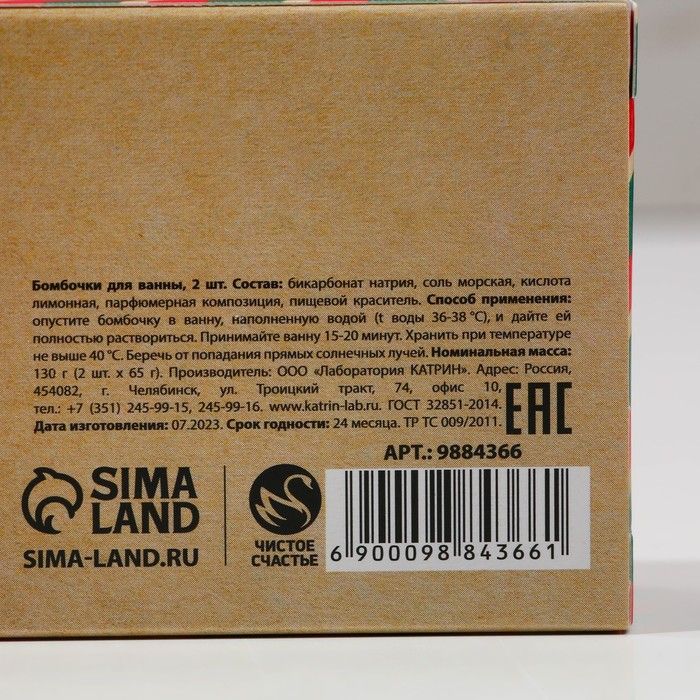 Бомбочки для ванны, 2 шт. Состав: бикарбонат натрия, соль морская, кислота
лимонная, парфюмерная композиция, пищевой краситель. Способ применения:
опустите бомбочку в ванну, наполненную водой (t воды 36-38 °С), и дайте ей
полностью раствориться. Принимайте ванну 15-20 минут. Хранить при температуре
не выше 40 °С. Беречь от попадания прямых солнечных лучей. Номинальная масса:
130 г (2 шт. х 65 г). Производитель: ООО «Лаборатория КАТРИН». Адрес: Россия,
454082, г. Челябинск, ул. Троицкий тракт, 74, офис 10,
тел.: +7 (351) 245-99-15, 245-99-16. www.katrin-lab.ru. ГОСТ 32851-2014.
Дата изготовления: 07.2023. Срок годности: 24 месяца. ТР ТС 009/2011.
EAC
АРТ.: 9884366
SIMA
LAND
SIMA-LAND.RU
ЧИСТОЕ
СЧАСТЬЕ
6 900098 843661